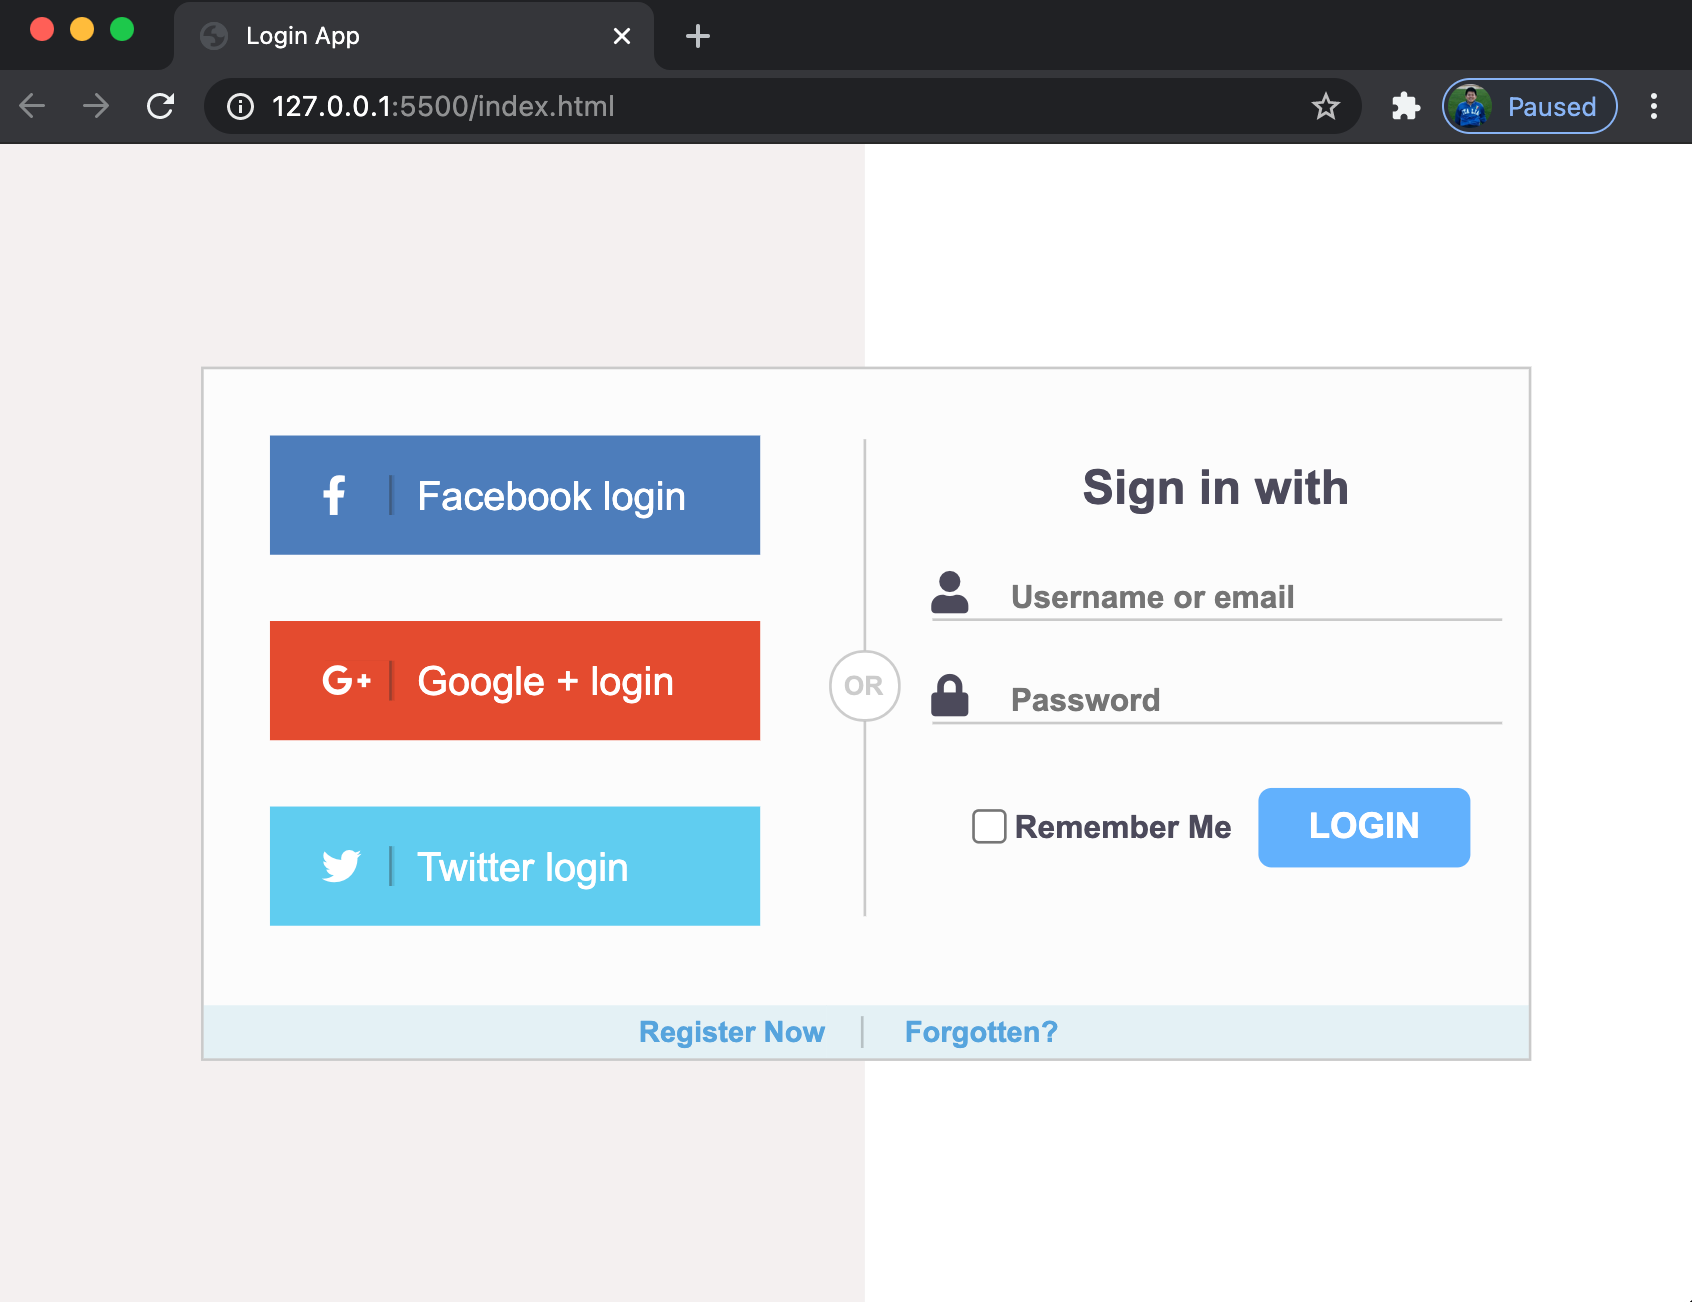 Login App
127.0.0.1:5500/index.html
Paused
Facebook login
G+ Google + login
Twitter login
OR
Sign in with
Username or email
Password
Remember Me
LOGIN
Register Now
Forgotten?